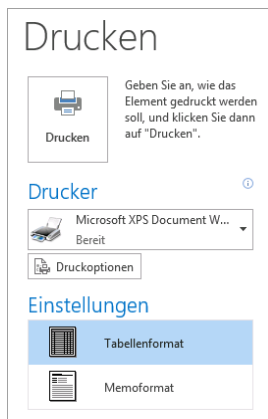 Drucken
Geben Sie an, wie das
Element gedruckt werden
soll, und klicken Sie dann
auf "Drucken".
Drucken
Drucker
Microsoft XPS Document W...
Bereit
Druckoptionen
Einstellungen
Tabellenformat
Memoformat